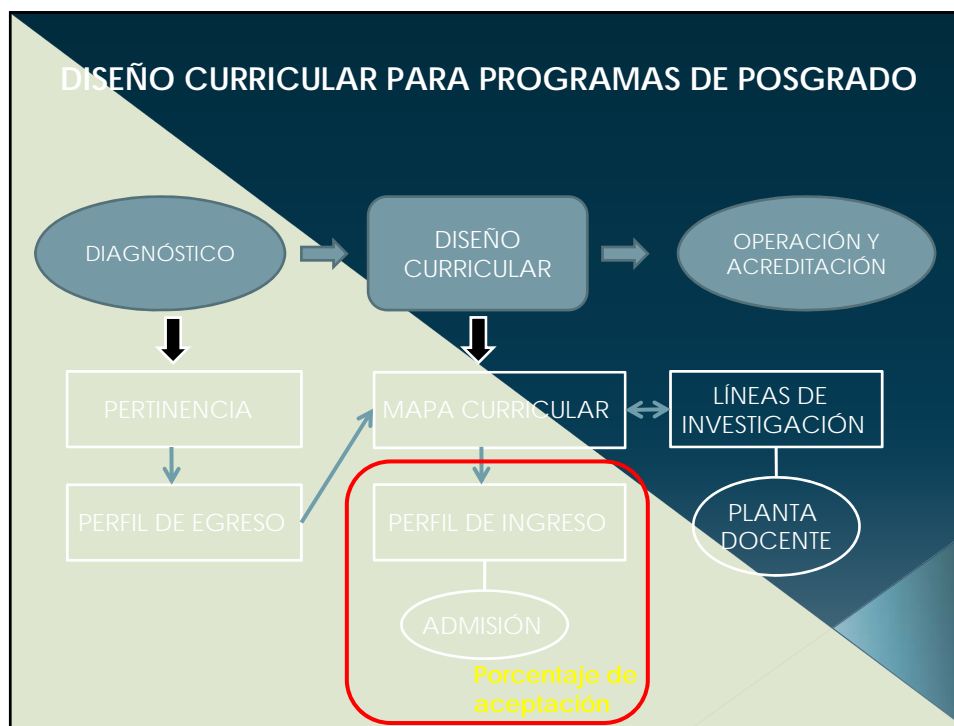 DISEÑO CURRICULAR PARA PROGRAMAS DE POSGRADO
DIAGNÓSTICO
DISEÑO
CURRICULAR
OPERACIÓN Y
ACREDITACIÓN
PERTINENCIA
MAPA CURRICULAR
LÍNEAS DE
INVESTIGACIÓN
PERFIL DE EGRESO
PERFIL DE INGRESO
PLANTA
DOCENTE
ADMISIÓN
Porcentaje de
aceptación